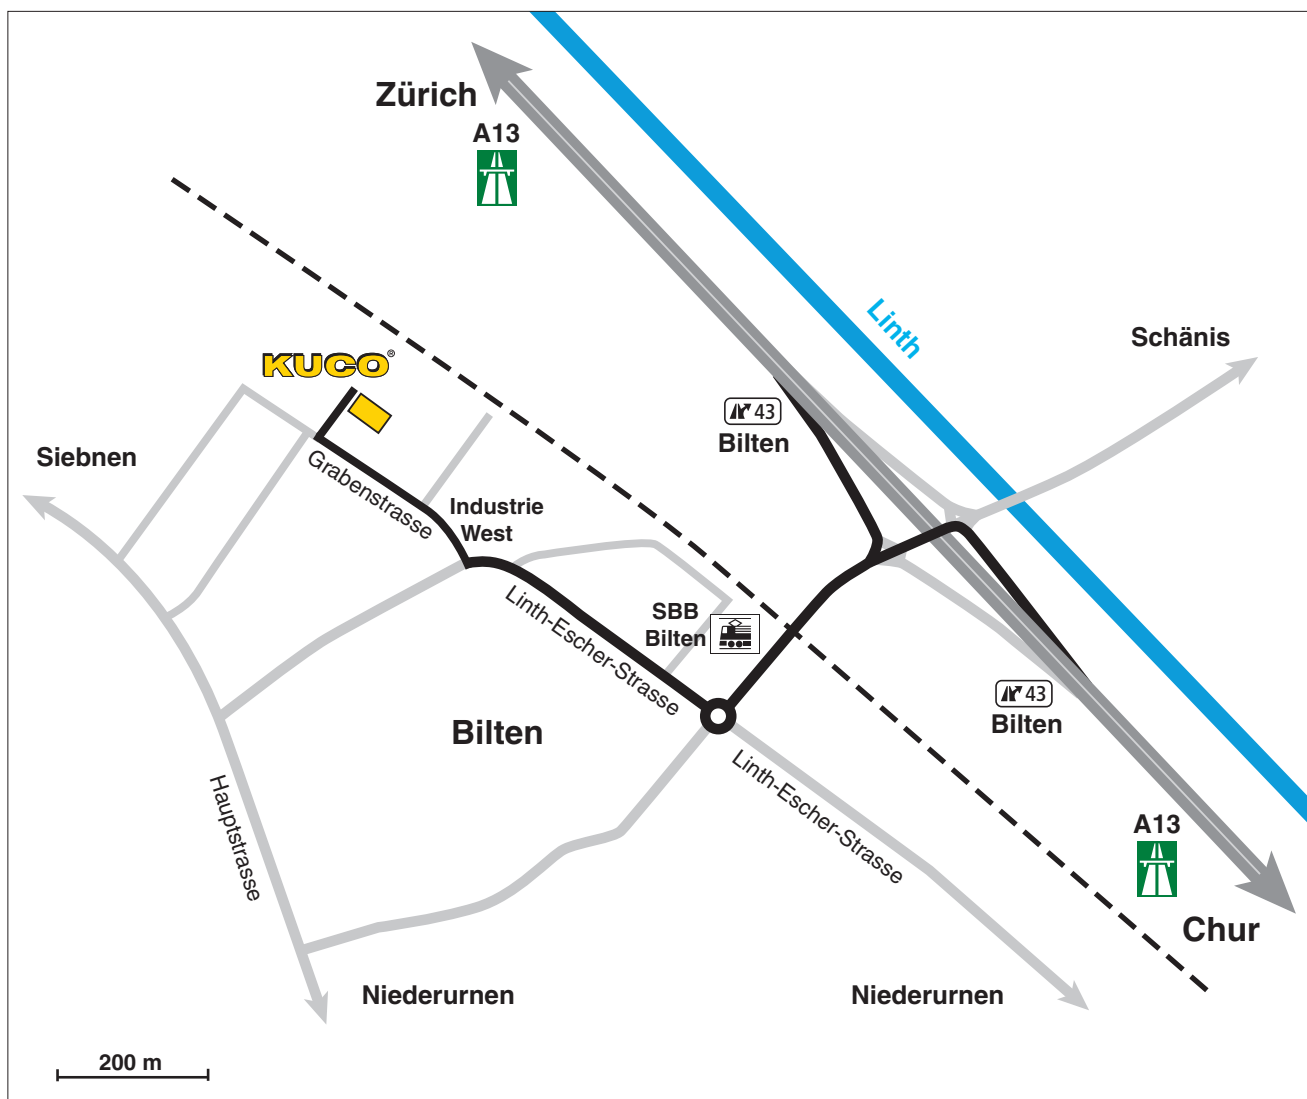 Zürich
A13
Linth
Schänis
KUCO®
43
Bilten
Siebnen
Grabenstrasse
Industrie
West
Linth-Escher-Strasse
SBB
Bilten
43
Bilten
Bilten
Linth-Escher-Strasse
Hauptstrasse
A13
Chur
Niederurnen
Niederurnen
200 m